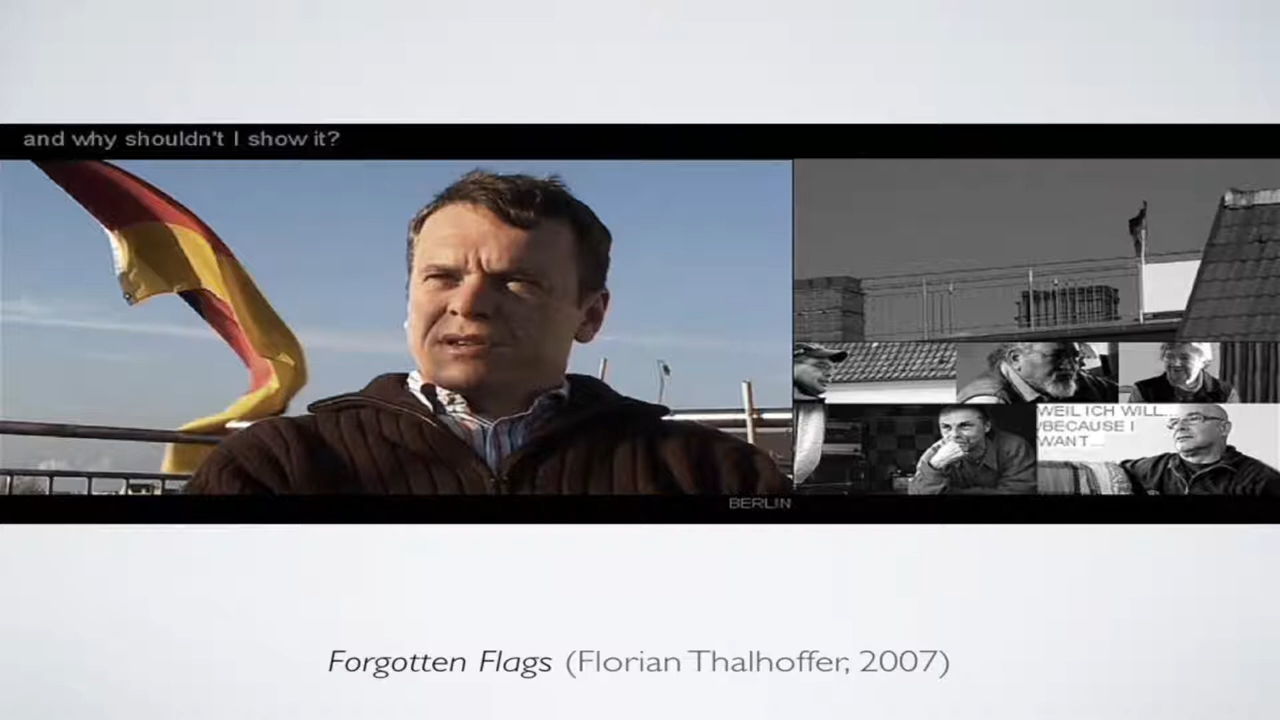 and why shouldn't I show it?
WEIL ICH WILL...
/BECAUSE I
WANT...
BERLIN
Forgotten Flags (Florian Thalhoffer, 2007)